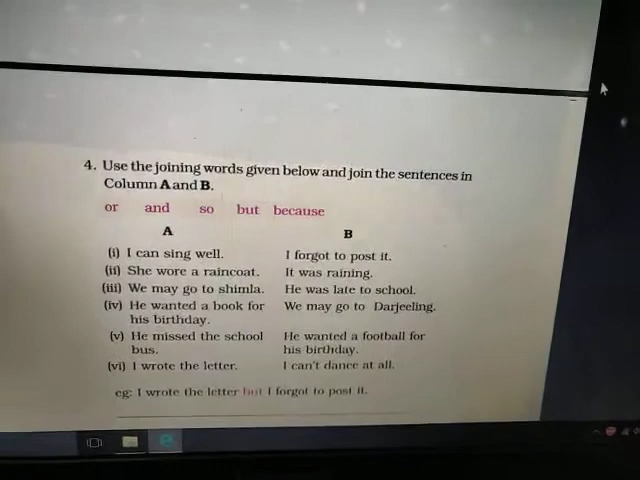 4. Use the joining words given below and join the sentences in
Column A and B.
or and so but because
A B
(i) I can sing well. I forgot to post it.
(ii) She wore a raincoat. It was raining.
(iii) We may go to shimla. He was late to school.
(iv) He wanted a book for We may go to Darjeeling.
his birthday.
(v) He missed the school He wanted a football for
bus. his birthday.
(vi) I wrote the letter. I can't dance at all.
eg: I wrote the letter but I forgot to post it.